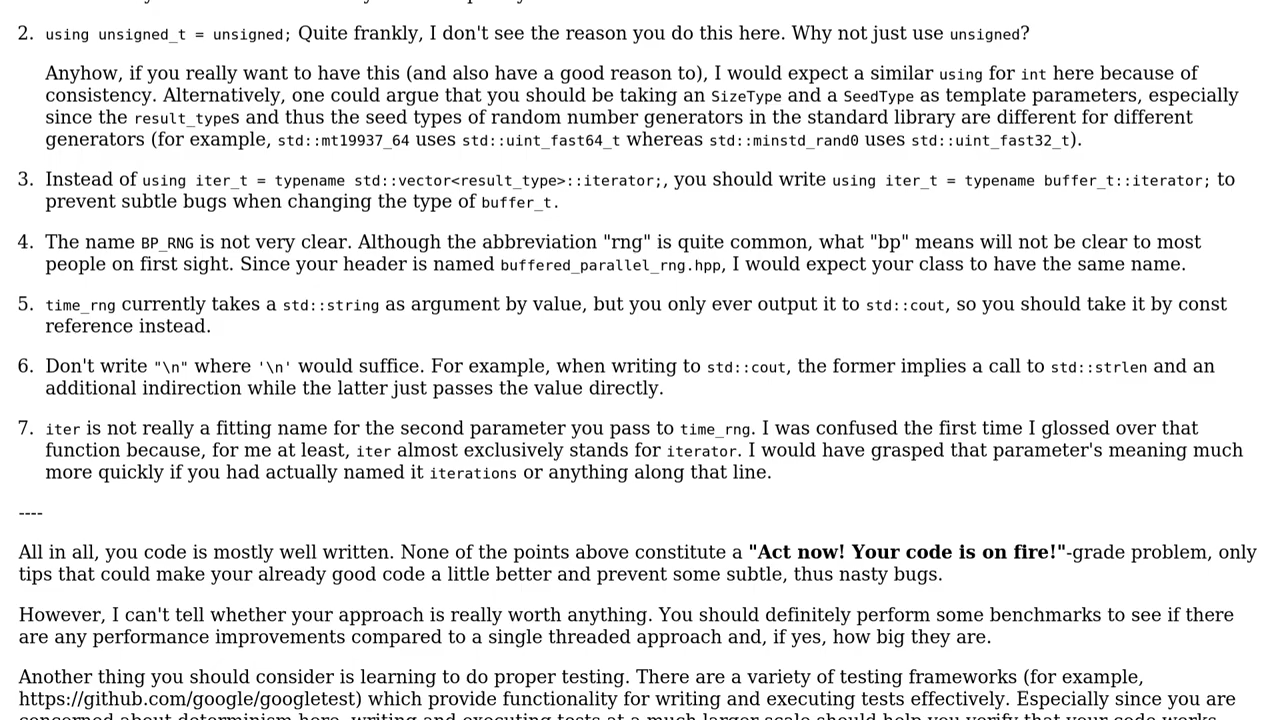 2. using unsigned_t = unsigned; Quite frankly, I don't see the reason you do this here. Why not just use unsigned?
Anyhow, if you really want to have this (and also have a good reason to), I would expect a similar using for int here because of
consistency. Alternatively, one could argue that you should be taking an SizeType and a SeedType as template parameters, especially
since the result_types and thus the seed types of random number generators in the standard library are different for different
generators (for example, std::mt19937_64 uses std::uint_fast64_t whereas std::minstd_rand0 uses std::uint_fast32_t).
3. Instead of using iter_t = typename std::vector<result_type>::iterator;, you should write using iter_t = typename buffer_t::iterator; to
prevent subtle bugs when changing the type of buffer_t.
4. The name BP_RNG is not very clear. Although the abbreviation "rng" is quite common, what "bp" means will not be clear to most
people on first sight. Since your header is named buffered_parallel_rng.hpp, I would expect your class to have the same name.
5. time_rng currently takes a std::string as argument by value, but you only ever output it to std::cout, so you should take it by const
reference instead.
6. Don't write "\n" where '\n' would suffice. For example, when writing to std::cout, the former implies a call to std::strlen and an
additional indirection while the latter just passes the value directly.
7. iter is not really a fitting name for the second parameter you pass to time_rng. I was confused the first time I glossed over that
function because, for me at least, iter almost exclusively stands for iterator. I would have grasped that parameter's meaning much
more quickly if you had actually named it iterations or anything along that line.
----
All in all, you code is mostly well written. None of the points above constitute a "Act now! Your code is on fire!"-grade problem, only
tips that could make your already good code a little better and prevent some subtle, thus nasty bugs.
However, I can't tell whether your approach is really worth anything. You should definitely perform some benchmarks to see if there
are any performance improvements compared to a single threaded approach and, if yes, how big they are.
Another thing you should consider is learning to do proper testing. There are a variety of testing frameworks (for example,
https://github.com/google/googletest) which provide functionality for writing and executing tests effectively. Especially since you are